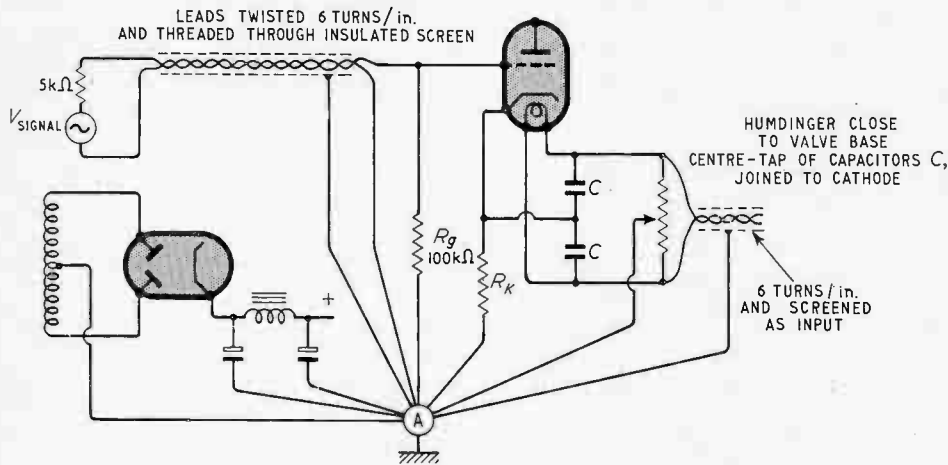 LEADS TWISTED 6 TURNS/in.
AND THREADED THROUGH INSULATED SCREEN
5kΩ
VSIGNAL
HUMDINGER CLOSE
TO VALVE BASE
CENTRE-TAP OF CAPACITORS C,
JOINED TO CATHODE
C
C
Rg
100kΩ
RK
+
6 TURNS/in.
AND SCREENED
AS INPUT
A